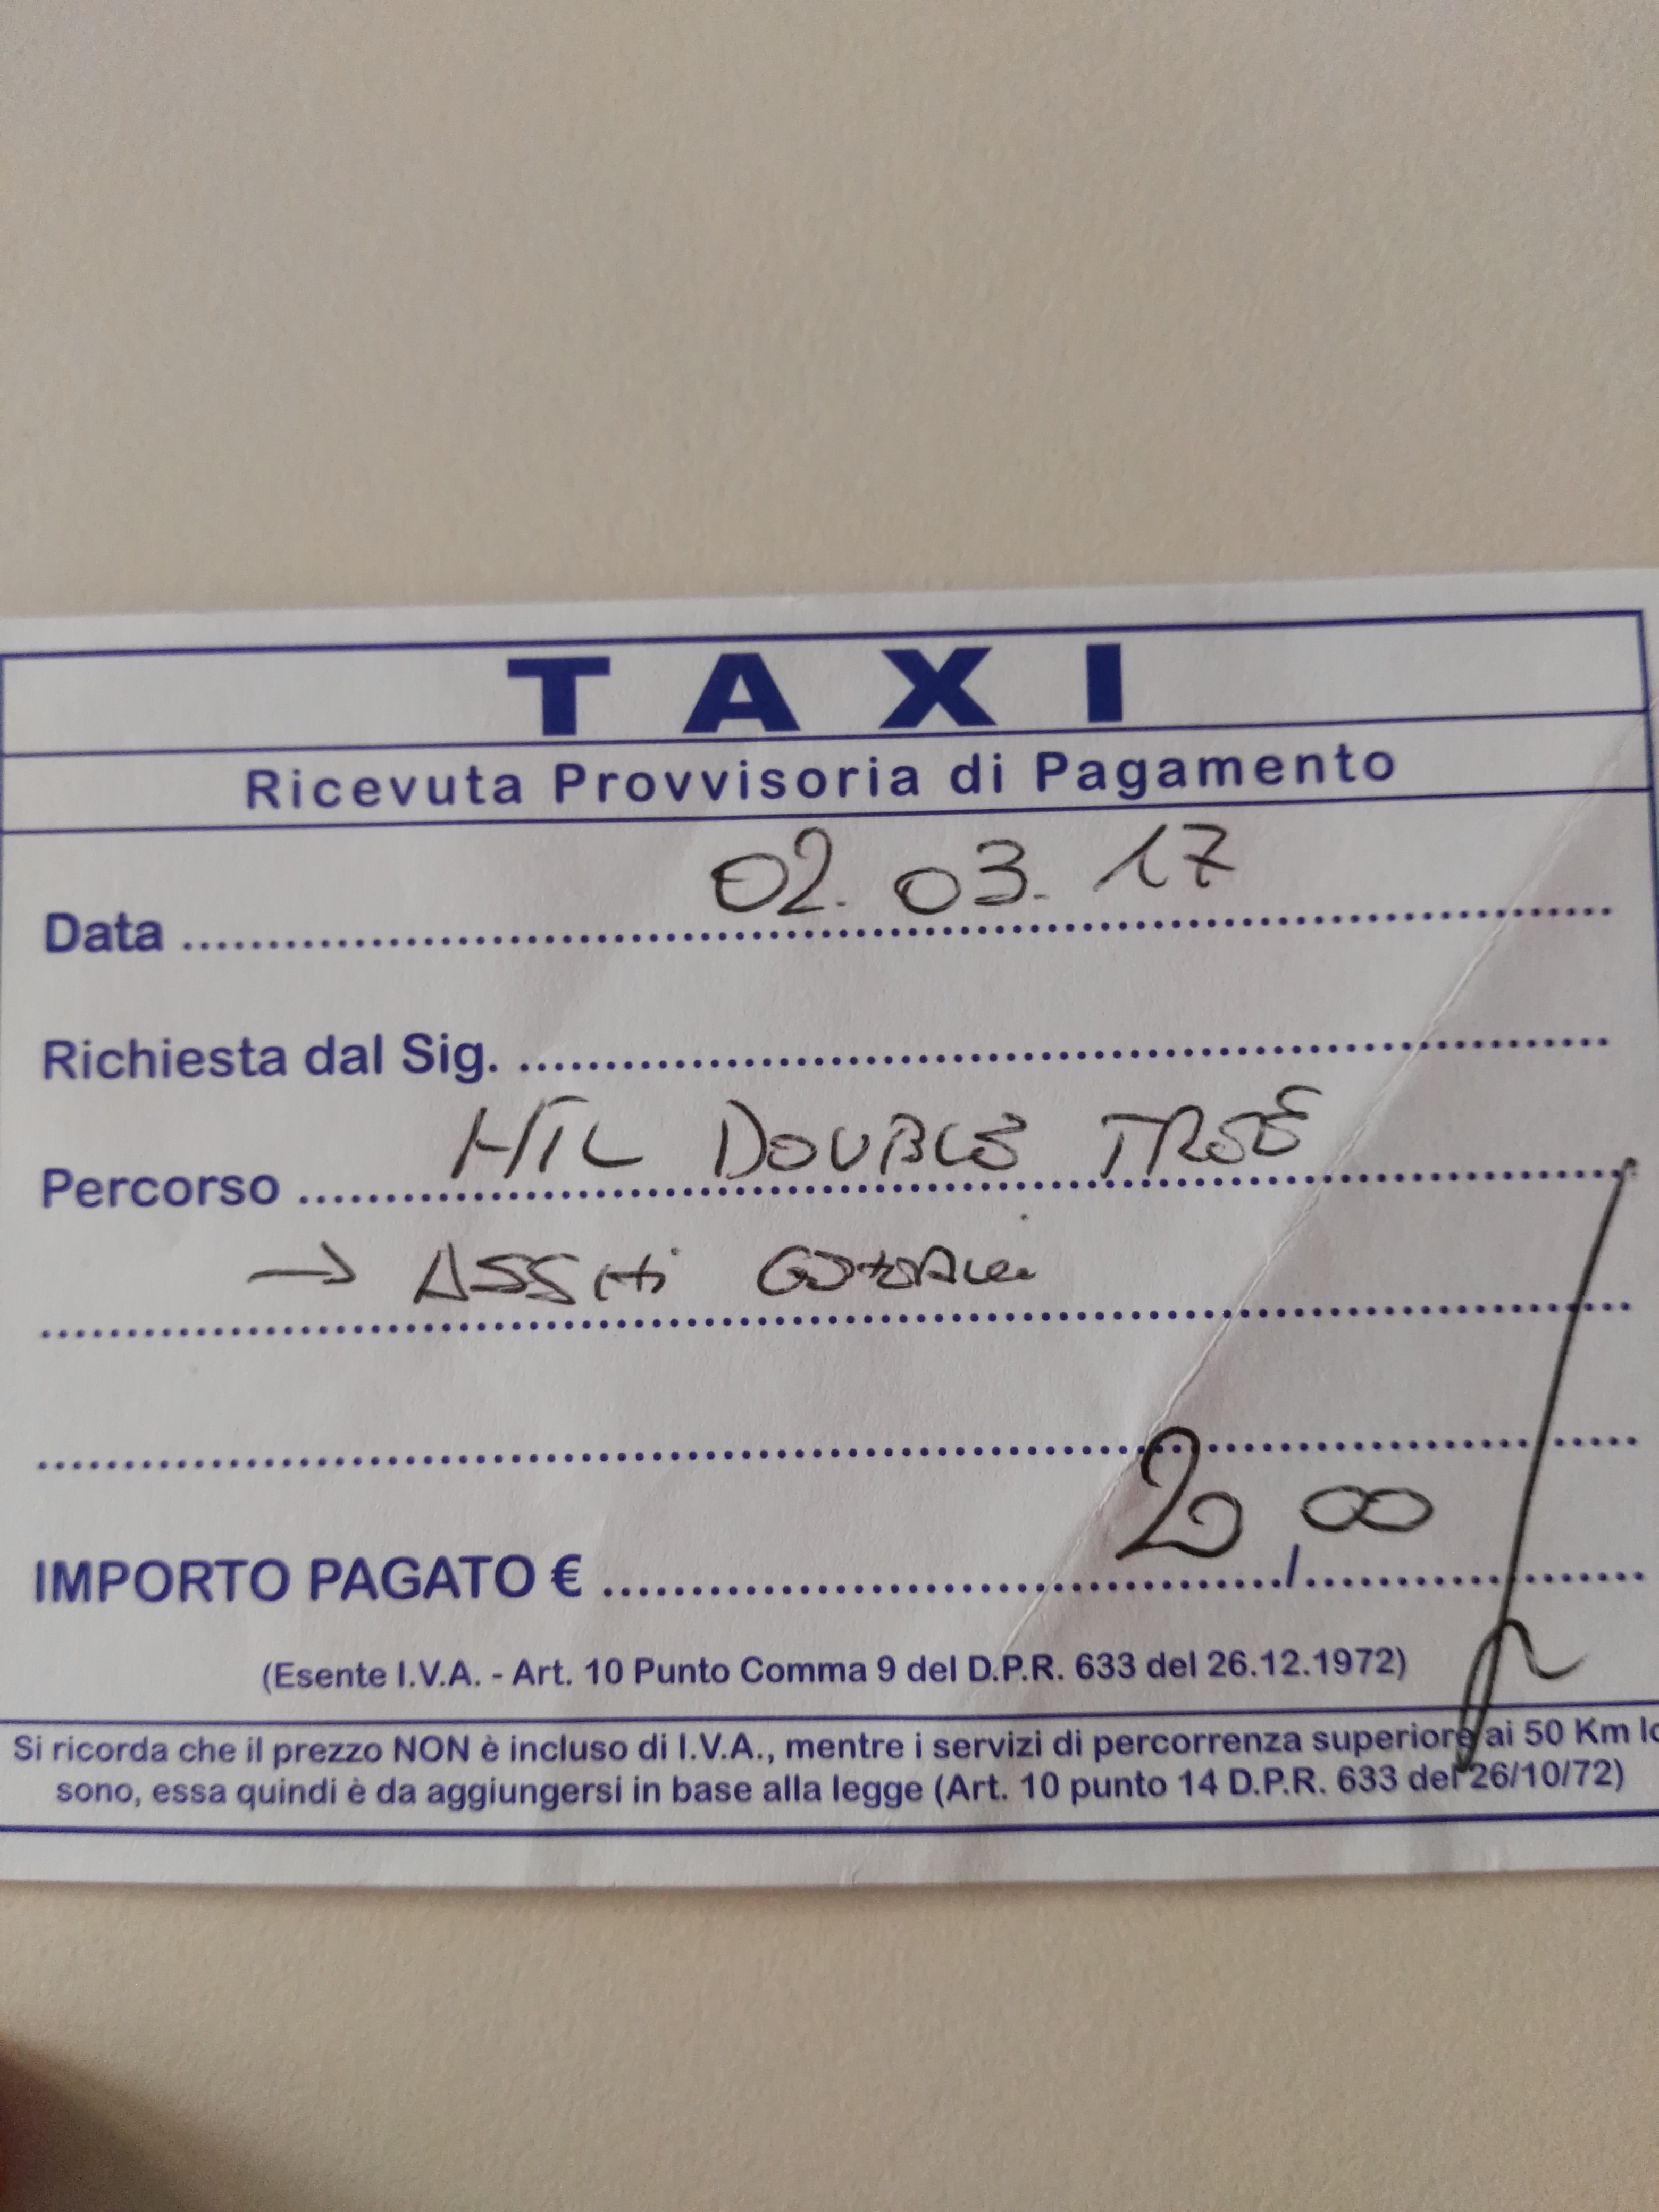 TAXI
Ricevuta Provvisoria di Pagamento
Data 02.03.17
Richiesta dal Sig.
Percorso HTL DOUBLE TREE
→
IMPORTO PAGATO € 20,00
(Esente I.V.A. - Art. 10 Punto Comma 9 del D.P.R. 633 del 26.12.1972)
Si ricorda che il prezzo NON è incluso di I.V.A., mentre i servizi di percorrenza superiore ai 50 Km lo
sono, essa quindi è da aggiungersi in base alla legge (Art. 10 punto 14 D.P.R. 633 del 26/10/72)